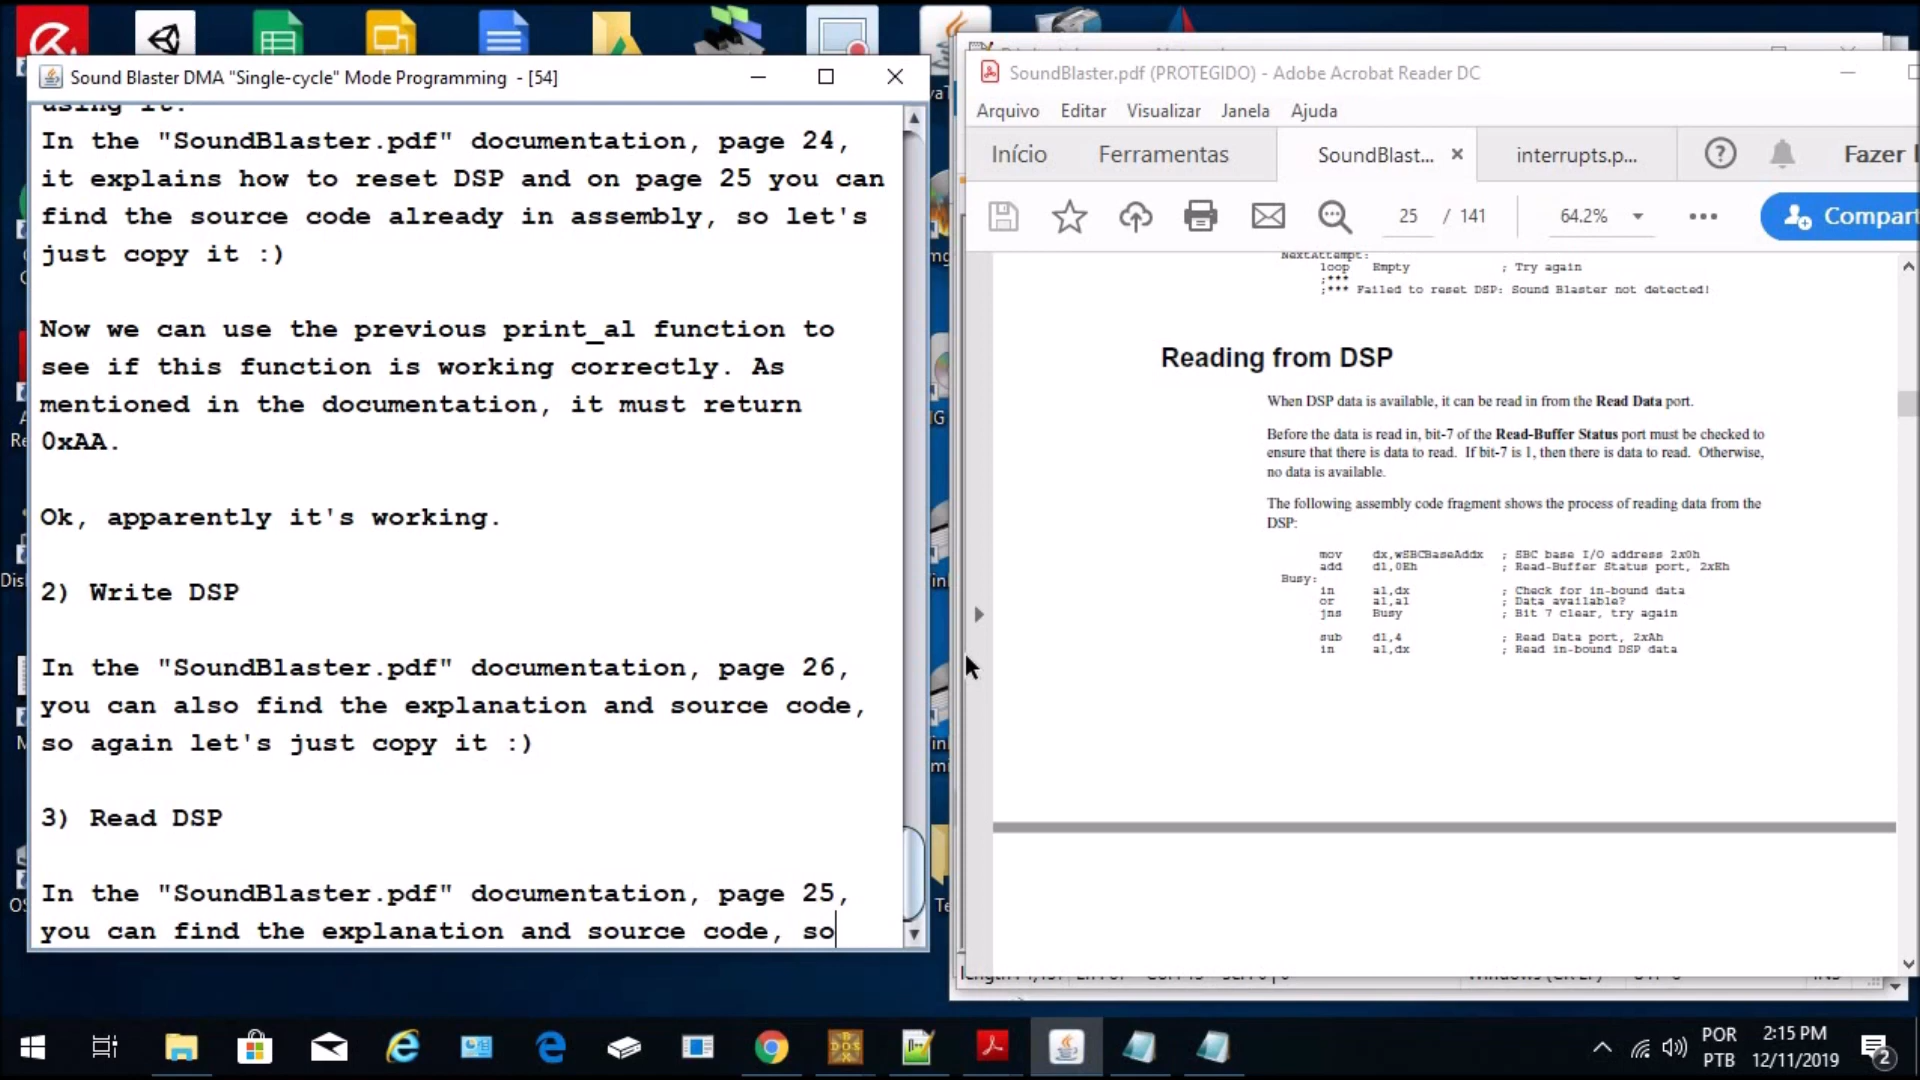 Sound Blaster DMA "Single-cycle" Mode Programming - [54]
using it.
In the "SoundBlaster.pdf" documentation, page 24,
it explains how to reset DSP and on page 25 you can
find the source code already in assembly, so let's
just copy it :)
Now we can use the previous print_al function to
see if this function is working correctly. As
mentioned in the documentation, it must return
0xAA.
Ok, apparently it's working.
2) Write DSP
In the "SoundBlaster.pdf" documentation, page 26,
you can also find the explanation and source code,
so again let's just copy it :)
3) Read DSP
In the "SoundBlaster.pdf" documentation, page 25,
you can find the explanation and source code, so
SoundBlaster.pdf (PROTEGIDO) - Adobe Acrobat Reader DC
Arquivo Editar Visualizar Janela Ajuda
Início Ferramentas SoundBlast... interrupts.p... Fazer
25 / 141 64.2% Compart
NextAttempt:
loop Empty ; Try again
;***
;*** Failed to reset DSP: Sound Blaster not detected!
Reading from DSP
When DSP data is available, it can be read in from the Read Data port.
Before the data is read in, bit-7 of the Read-Buffer Status port must be checked to
ensure that there is data to read. If bit-7 is 1, then there is data to read. Otherwise,
no data is available.
The following assembly code fragment shows the process of reading data from the
DSP:
mov dx,wSBCBaseAddx ; SBC base I/O address 2x0h
add dl,0Eh ; Read-Buffer Status port, 2xEh
Busy:
in al,dx ; Check for in-bound data
or al,al ; Data available?
jns Busy ; Bit 7 clear, try again
sub dl,4 ; Read Data port, 2xAh
in al,dx ; Read in-bound DSP data
POR
PTB
2:15 PM
12/11/2019
2